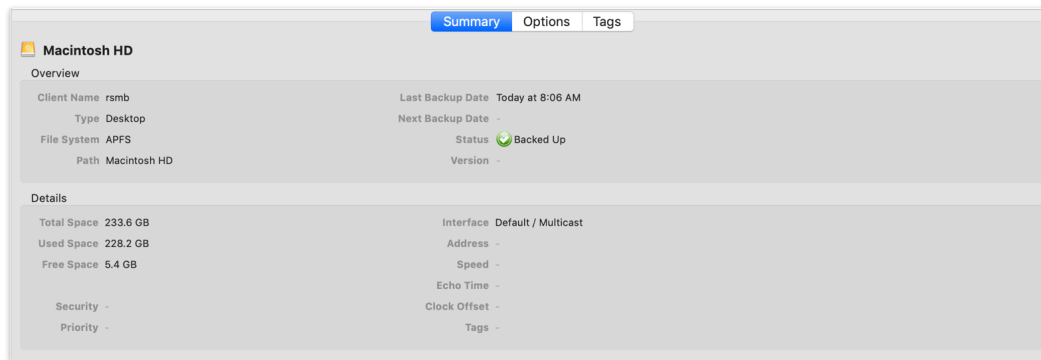 Summary Options Tags
Macintosh HD
Overview
Client Name rsmb Last Backup Date Today at 8:06 AM
Type Desktop Next Backup Date -
File System APFS Status Backed Up
Path Macintosh HD Version -
Details
Total Space 233.6 GB Interface Default / Multicast
Used Space 228.2 GB Address -
Free Space 5.4 GB Speed -
Echo Time -
Security - Clock Offset -
Priority - Tags -